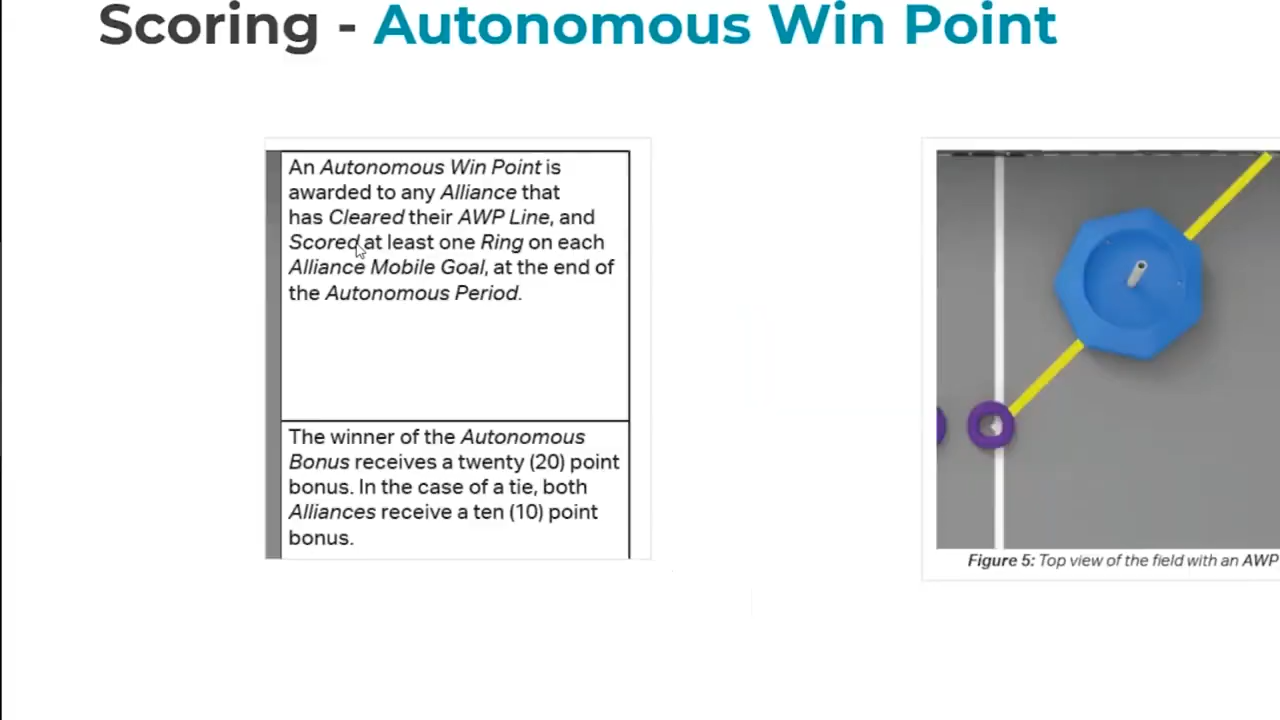 Scoring - Autonomous Win Point
An Autonomous Win Point is
awarded to any Alliance that
has Cleared their AWP Line, and
Scored at least one Ring on each
Alliance Mobile Goal, at the end of
the Autonomous Period.
The winner of the Autonomous
Bonus receives a twenty (20) point
bonus. In the case of a tie, both
Alliances receive a ten (10) point
bonus.
Figure 5: Top view of the field with an AWP